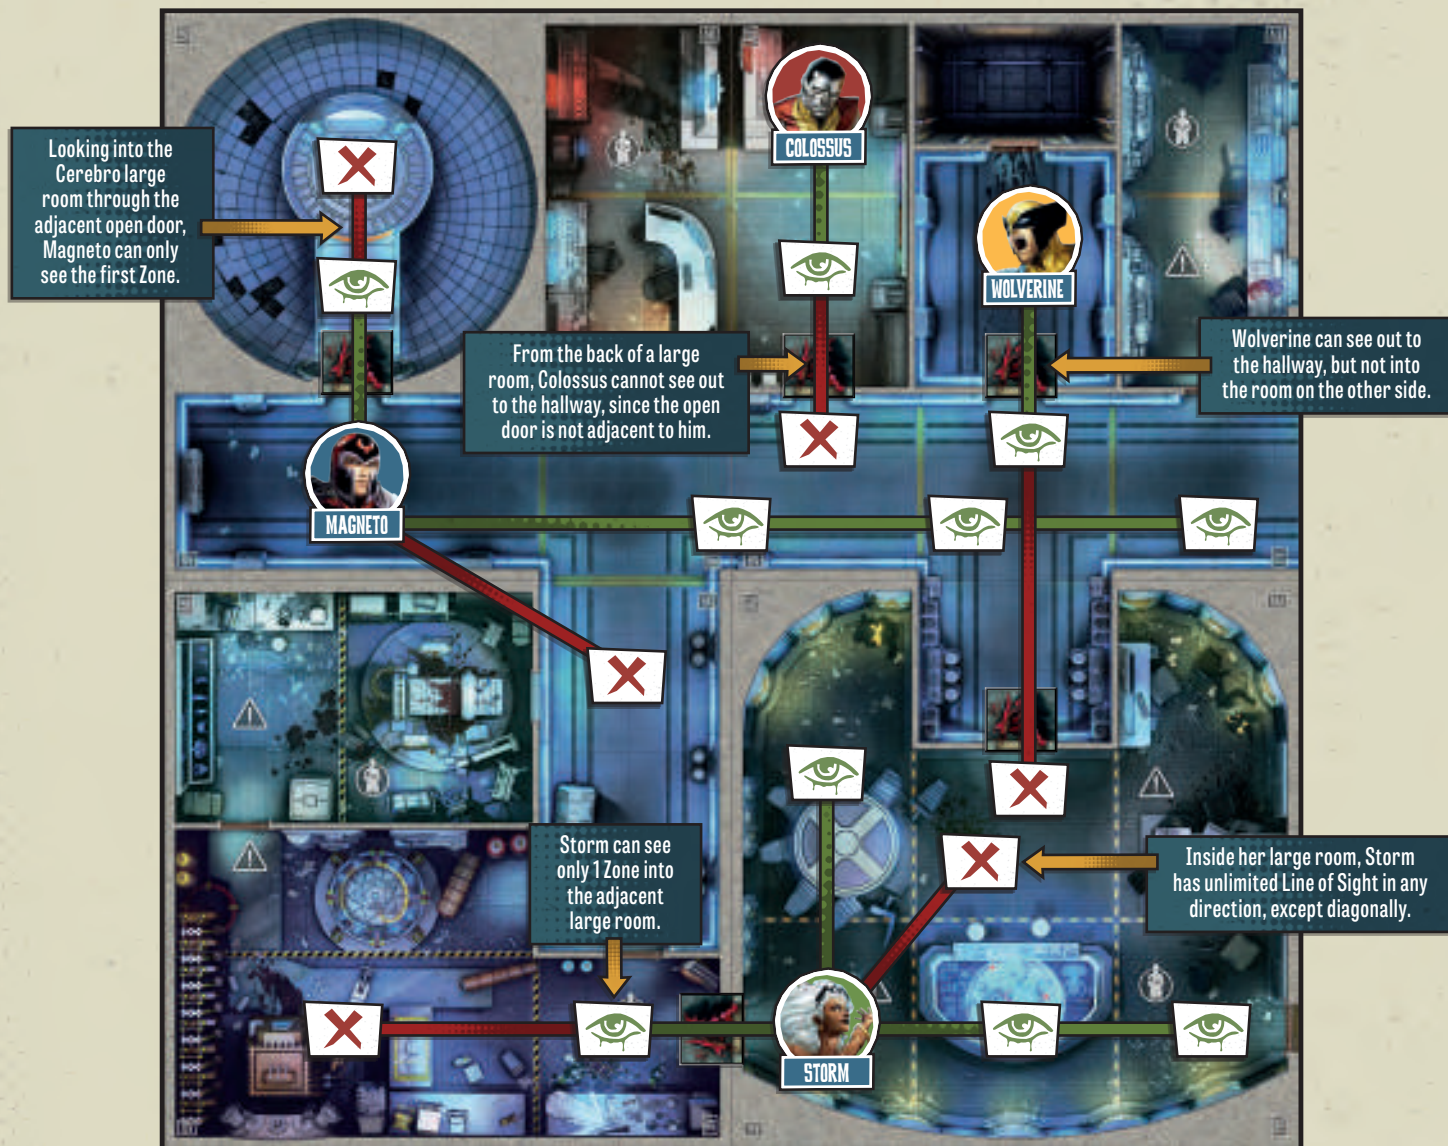 COLOSSUS
Looking into the
Cerebro large
room through the
adjacent open door,
Magneto can only
see the first Zone.
WOLVERINE
From the back of a large
room, Colossus cannot see out
to the hallway, since the open
door is not adjacent to him.
Wolverine can see out to
the hallway, but not into
the room on the other side.
MAGNETO
Storm can see
only 1 Zone into
the adjacent
large room.
Inside her large room, Storm
has unlimited Line of Sight in any
direction, except diagonally.
STORM